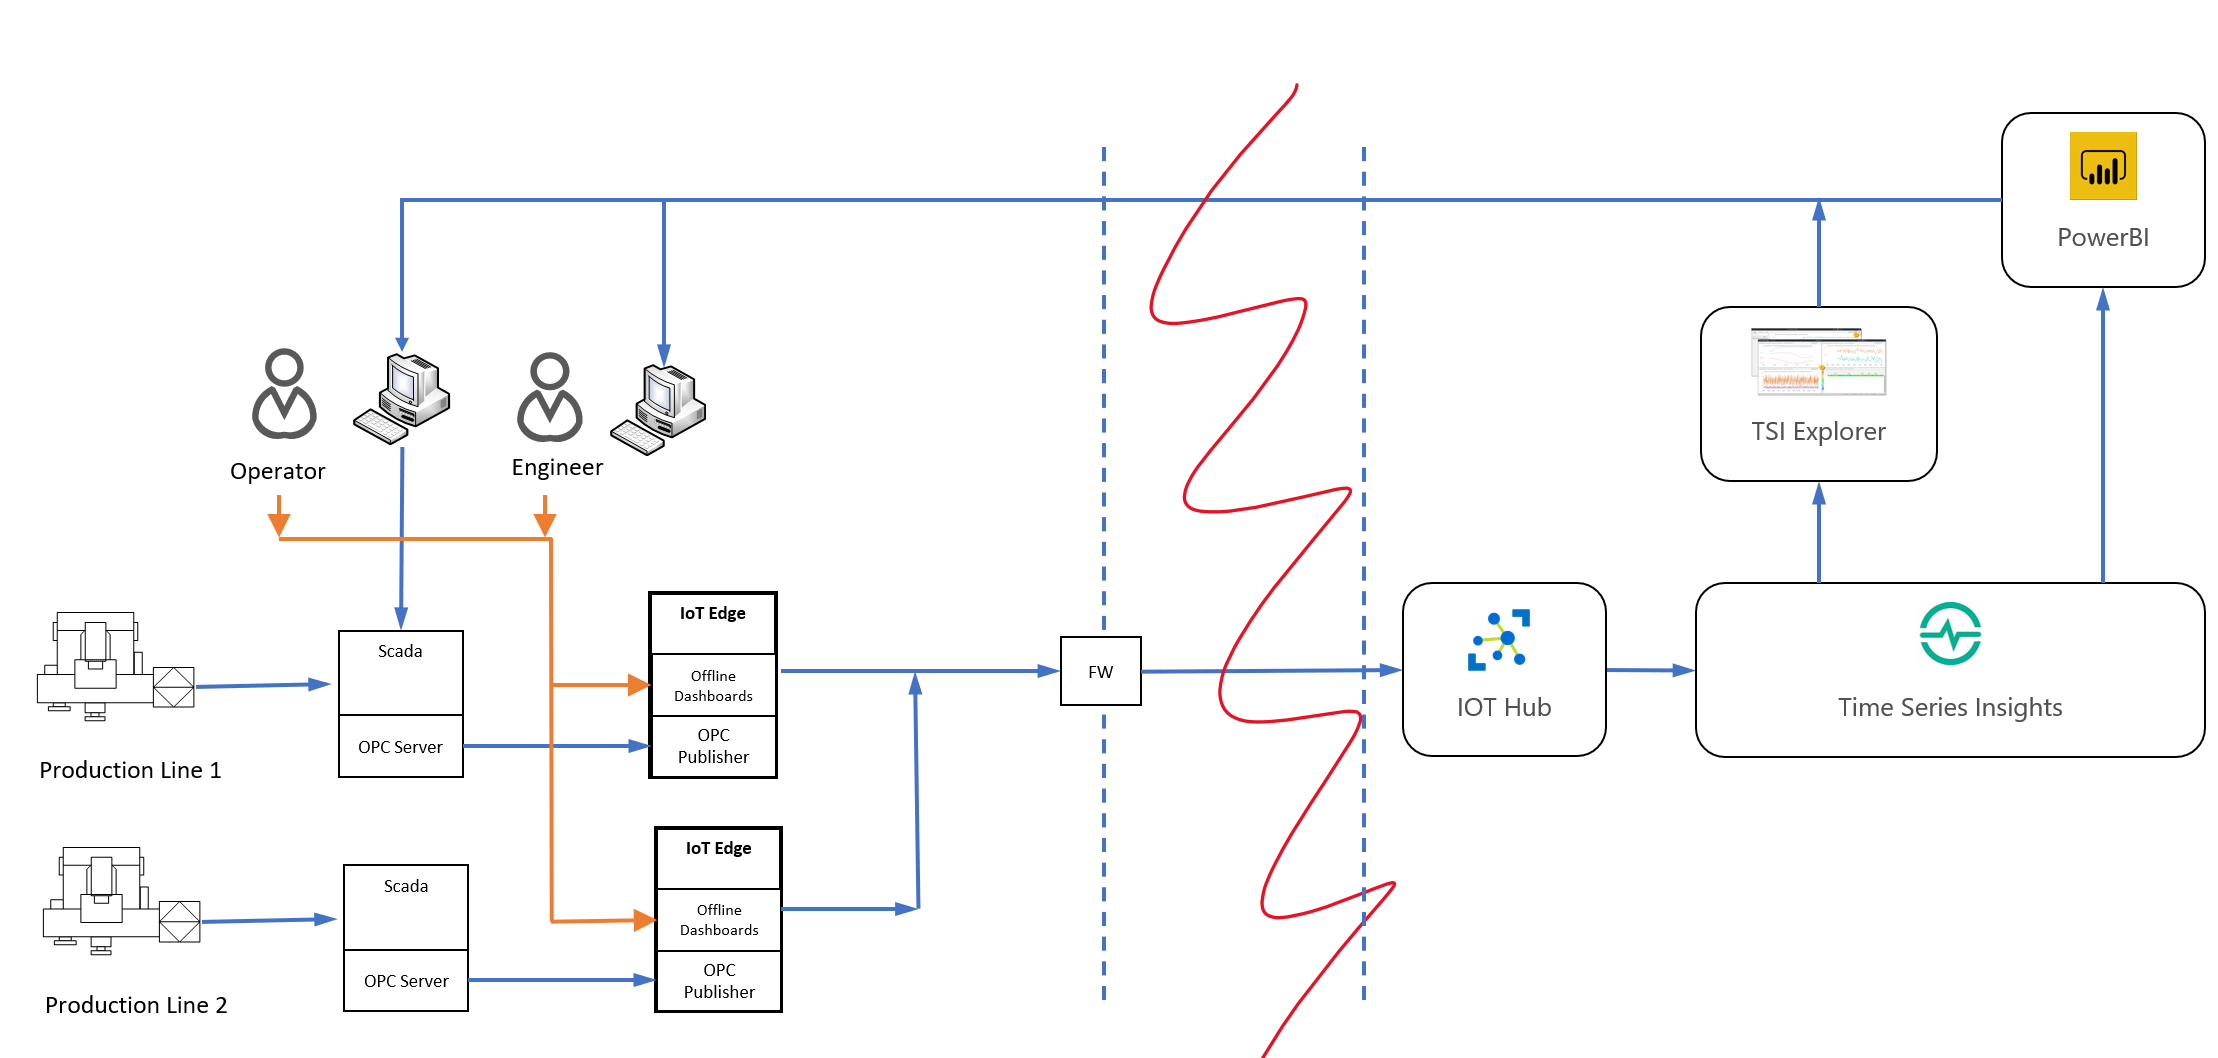 PowerBI
TSI Explorer
Operator
Engineer
IoT Edge
Scada
Offline
Dashboards
FW
IOT Hub
Time Series Insights
OPC Server
OPC
Publisher
Production Line 1
IoT Edge
Scada
Offline
Dashboards
OPC Server
OPC
Publisher
Production Line 2